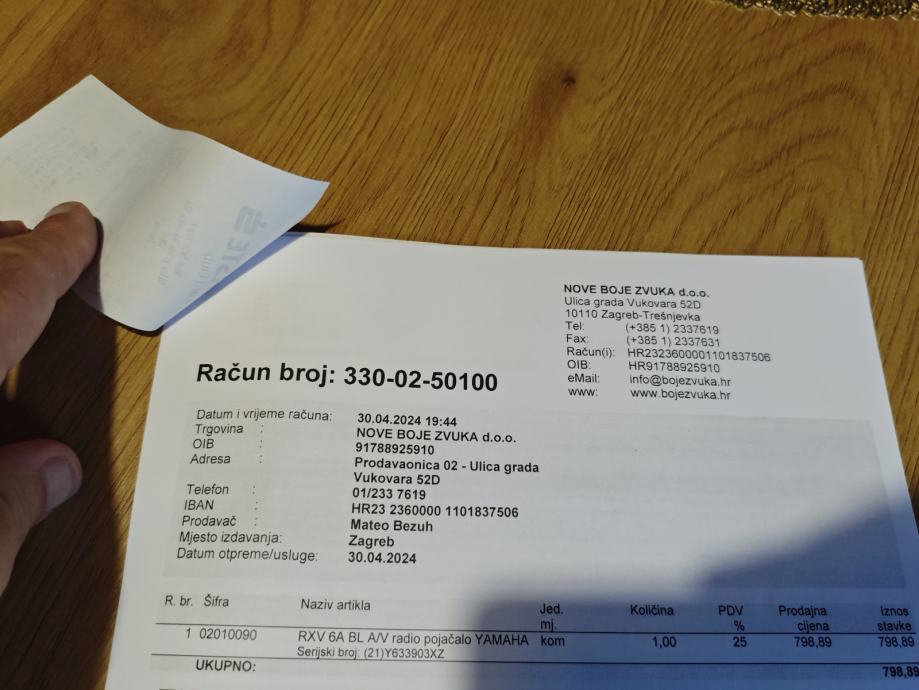 NOVE BOJE ZVUKA d.o.o.
Ulica grada Vukovara 52D
10110 Zagreb-Trešnjevka
Tel: (+385 1) 2337619
Fax: (+385 1) 2337631
Račun(i): HR2323600001101837506
OIB: HR91788925910
eMail: info@bojezvuka.hr
www: www.bojezvuka.hr
Račun broj: 330-02-50100
Datum i vrijeme računa: 30.04.2024 19:44
Trgovina : NOVE BOJE ZVUKA d.o.o.
OIB : 91788925910
Adresa : Prodavaonica 02 - Ulica grada
Vukovara 52D
Telefon : 01/233 7619
IBAN : HR23 2360000 1101837506
Prodavač : Mateo Bezuh
Mjesto izdavanja: Zagreb
Datum otpreme/usluge: 30.04.2024
R. br. Šifra Naziv artikla Jed. mj. Količina PDV % Prodajna cijena Iznos stavke
1 02010090 RXV 6A BL A/V radio pojačalo YAMAHA kom 1,00 25 798,89 798,89
Serijski broj: (21)Y633903XZ
UKUPNO: 798,89